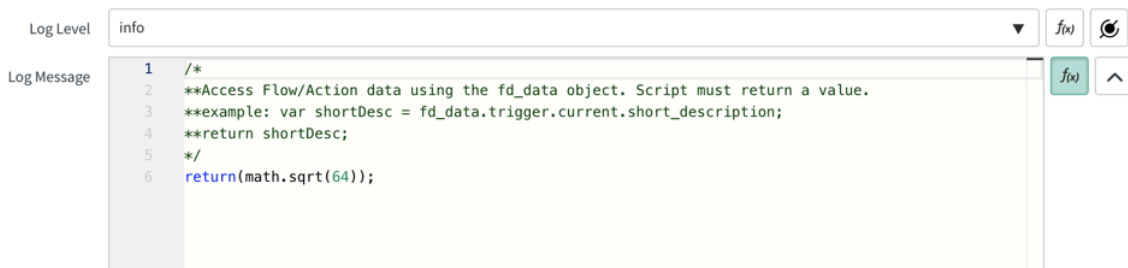 Log Level info f(x)
Log Message f(x)
1 /*
2 **Access Flow/Action data using the fd_data object. Script must return a value.
3 **example: var shortDesc = fd_data.trigger.current.short_description;
4 **return shortDesc;
5 */
6 return(math.sqrt(64));